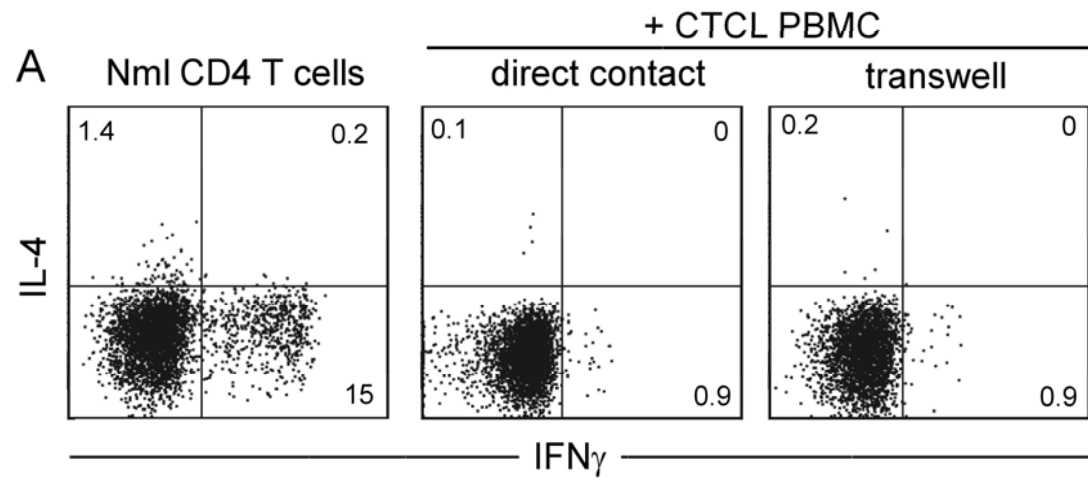 + CTCL PBMC
A
Nml CD4 T cells
direct contact
transwell
1.4
0.2
0.1
0
0.2
0
IL-4
15
0.9
0.9
IFNγ